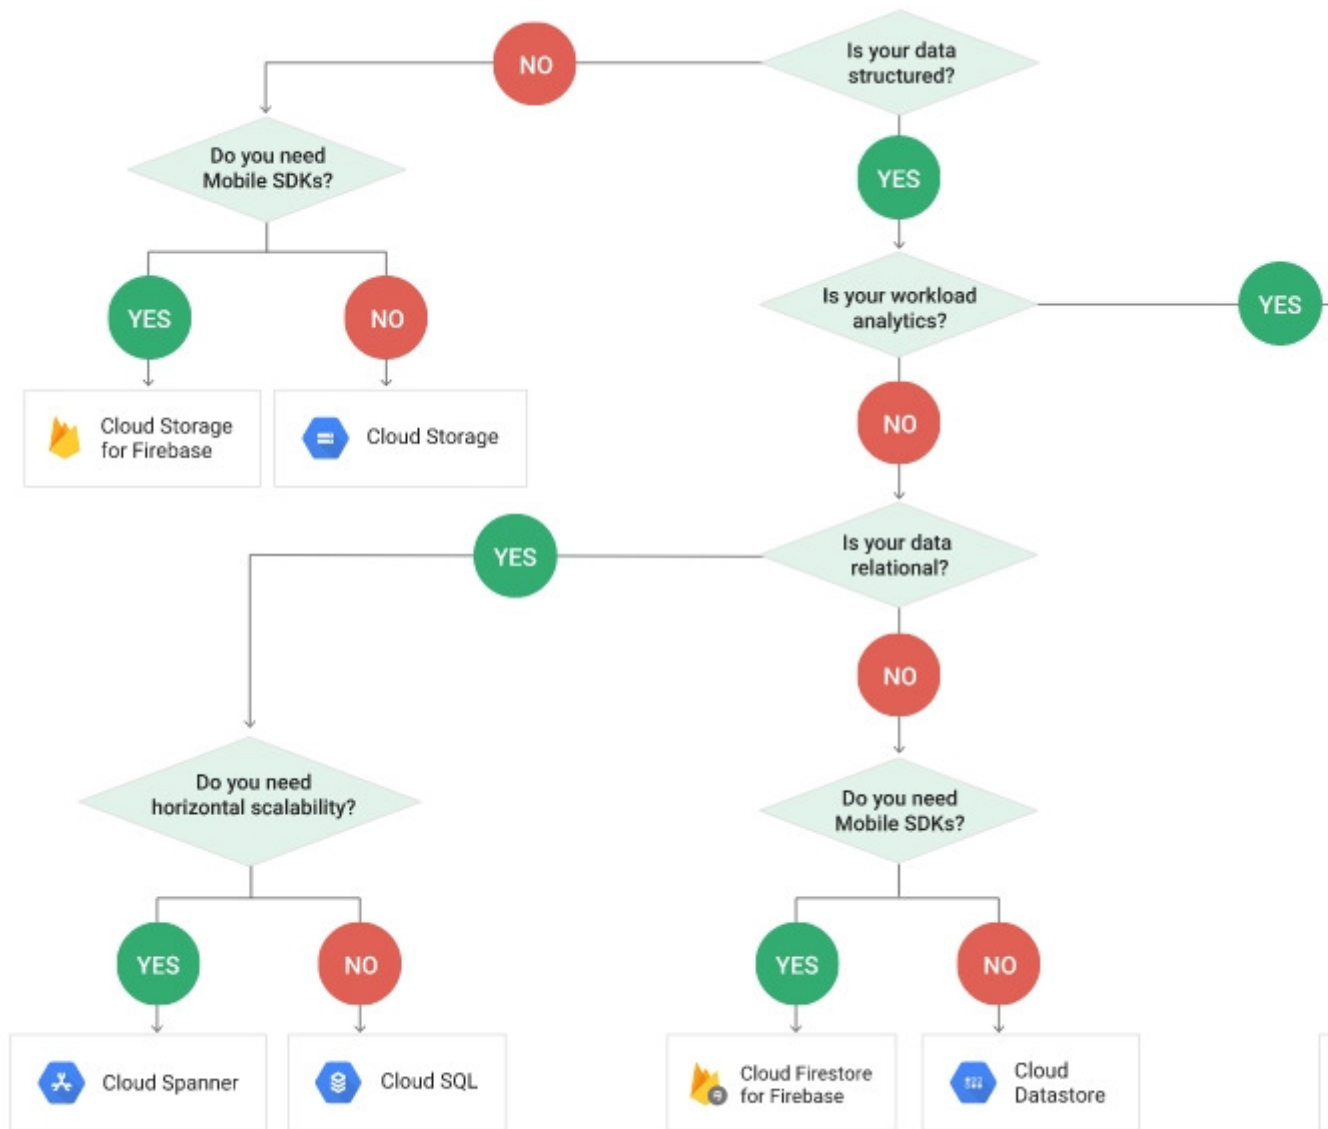 Is your data
structured?
NO
YES
Do you need
Mobile SDKs?
YES
NO
Cloud Storage
for Firebase
Cloud Storage
Is your workload
analytics?
YES
NO
Is your data
relational?
YES
NO
Do you need
horizontal scalability?
YES
NO
Cloud Spanner
Cloud SQL
Do you need
Mobile SDKs?
YES
NO
Cloud Firestore
for Firebase
Cloud
Datastore